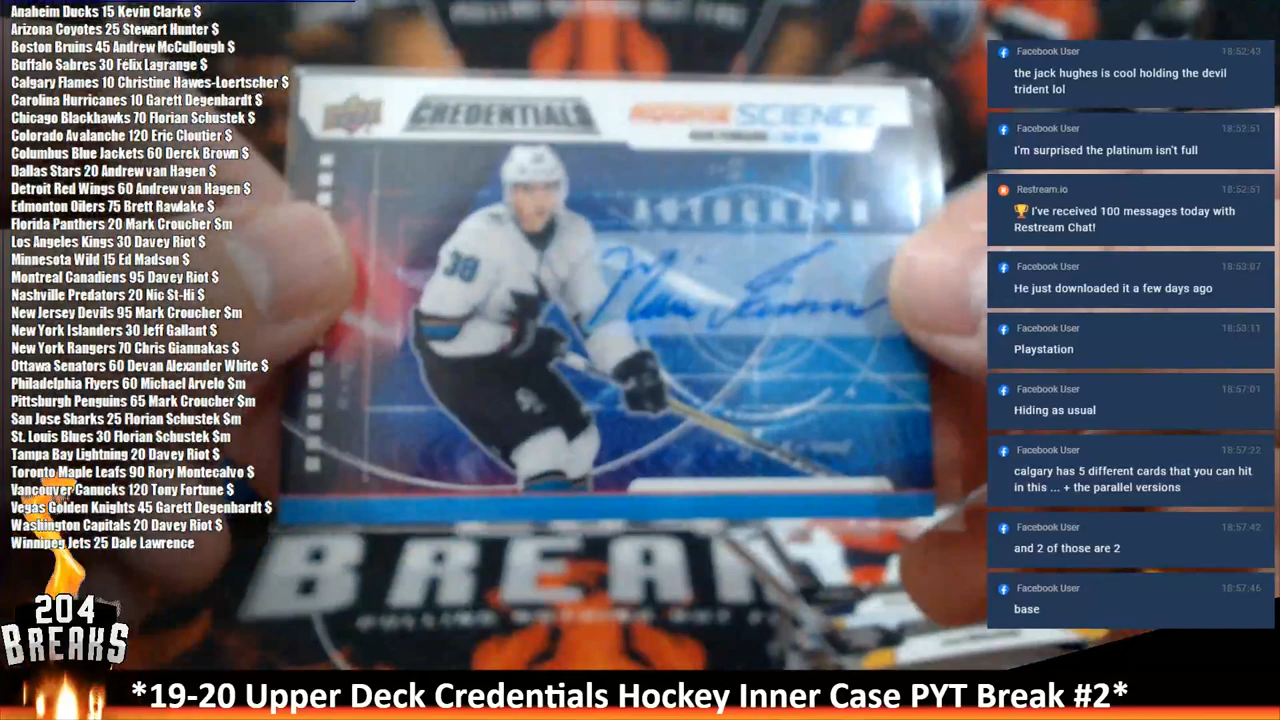 Anaheim Ducks 15 Kevin Clarke $
Arizona Coyotes 25 Stewart Hunter $
Boston Bruins 45 Andrew McCullough $
Buffalo Sabres 30 Felix Lagrange $
Calgary Flames 10 Christine Hawes-Loertscher $
Carolina Hurricanes 10 Garett Degenhardt $
Chicago Blackhawks 70 Florian Schustek $
Colorado Avalanche 120 Eric Cloutier $
Columbus Blue Jackets 60 Derek Brown $
Dallas Stars 20 Andrew van Hagen $
Detroit Red Wings 60 Andrew van Hagen $
Edmonton Oilers 75 Brett Rawlake $
Florida Panthers 20 Mark Croucher $m
Los Angeles Kings 30 Davey Riot $
Minnesota Wild 15 Ed Madson $
Montreal Canadiens 95 Davey Riot $
Nashville Predators 20 Nic St-Hi $
New Jersey Devils 95 Mark Croucher $m
New York Islanders 30 Jeff Gallant $
New York Rangers 70 Chris Giannakas $
Ottawa Senators 60 Devan Alexander White $
Philadelphia Flyers 60 Michael Arvelo $m
Pittsburgh Penguins 65 Mark Croucher $m
San Jose Sharks 25 Florian Schustek $m
St. Louis Blues 30 Florian Schustek $m
Tampa Bay Lightning 20 Davey Riot $
Toronto Maple Leafs 90 Rory Montecalvo $
Vancouver Canucks 120 Tony Fortune $
Vegas Golden Knights 45 Garett Degenhardt $
Washington Capitals 20 Davey Riot $
Winnipeg Jets 25 Dale Lawrence
204
BREAKS
CREDENTIALS
ROOKIE SCIENCE
AUTOGRAPH
38
BREAK
Facebook User 18:52:43
the jack hughes is cool holding the devil
trident lol
Facebook User 18:52:51
I'm surprised the platinum isn't full
Restream.io 18:52:51
🏆 I've received 100 messages today with
Restream Chat!
Facebook User 18:53:07
He just downloaded it a few days ago
Facebook User 18:53:11
Playstation
Facebook User 18:57:01
Hiding as usual
Facebook User 18:57:22
calgary has 5 different cards that you can hit
in this ... + the parallel versions
Facebook User 18:57:42
and 2 of those are 2
Facebook User 18:57:46
base
*19-20 Upper Deck Credentials Hockey Inner Case PYT Break #2*